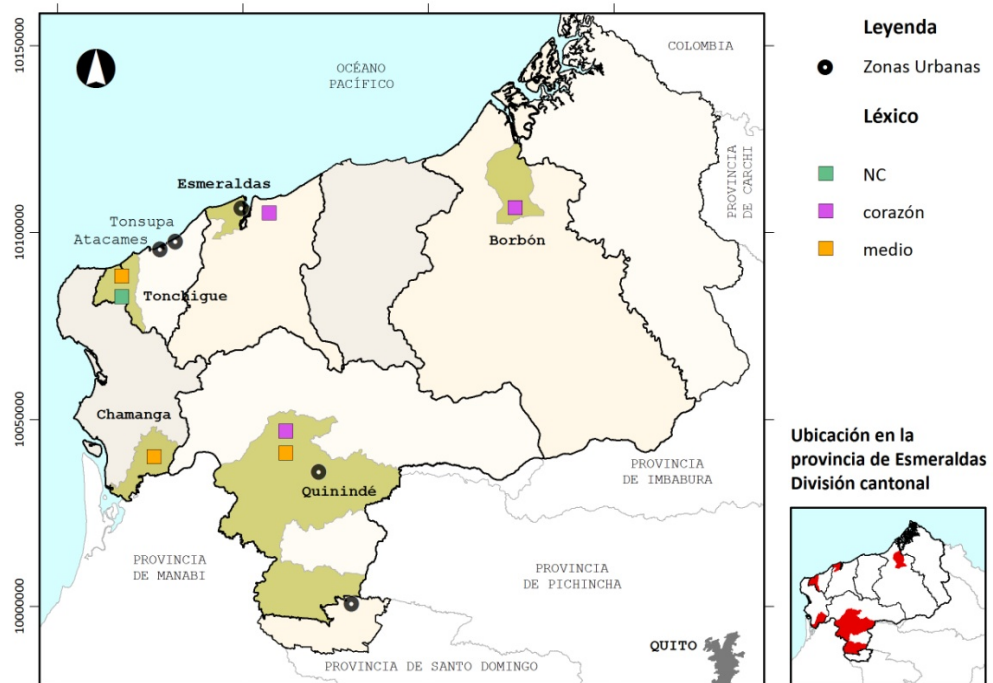 10150000
10100000
10050000
10000000
OCÉANO
PACÍFICO
COLOMBIA
PROVINCIA
DE CARCHI
Esmeraldas
Tonsupa
Atacames
Borbón
Tonchigue
Chamanga
Quinindé
PROVINCIA
DE IMBABURA
PROVINCIA
DE MANABI
PROVINCIA
DE PICHINCHA
QUITO
PROVINCIA DE SANTO DOMINGO
Leyenda
Zonas Urbanas
Léxico
NC
corazón
medio
Ubicación en la
provincia de Esmeraldas
División cantonal